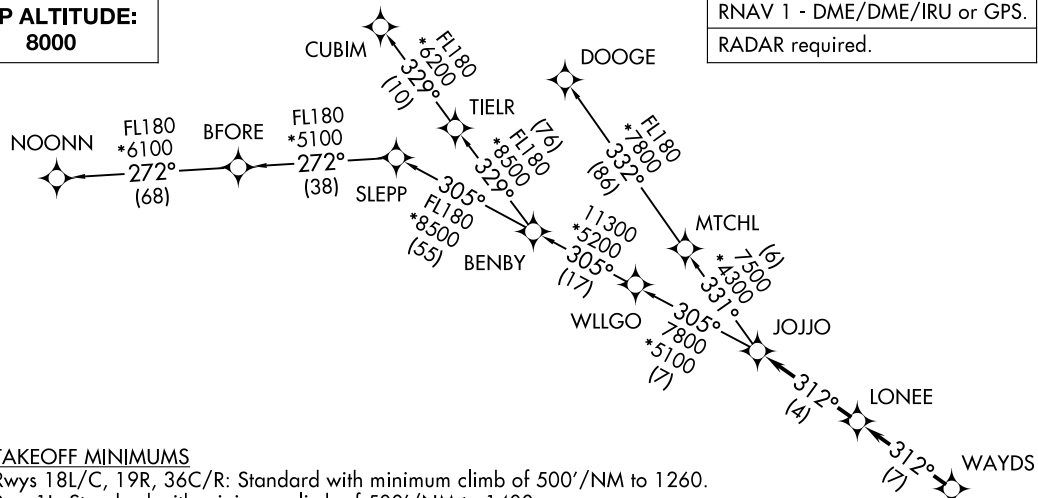 P ALTITUDE:
8000
RNAV 1 - DME/DME/IRU or GPS.
RADAR required.
CUBIM
FL180
*6200
329°
(10)
DOOGE
TIELR
FL180
*7800
332°
(86)
NOONN
FL180
*6100
272°
(68)
BFORE
FL180
*5100
272°
(38)
SLEPP
(76)
FL180
*8500
329°
305°
FL180
*8500
(55)
BENBY
11300
*5200
305°
(17)
WLLGO
MTCHL
(6)
7500
*4300
331°
305°
7800
*5100
(7)
JOJJO
312°
(4)
LONEE
312°
(7)
WAYDS
TAKEOFF MINIMUMS
Rwys 18L/C, 19R, 36C/R: Standard with minimum climb of 500'/NM to 1260.